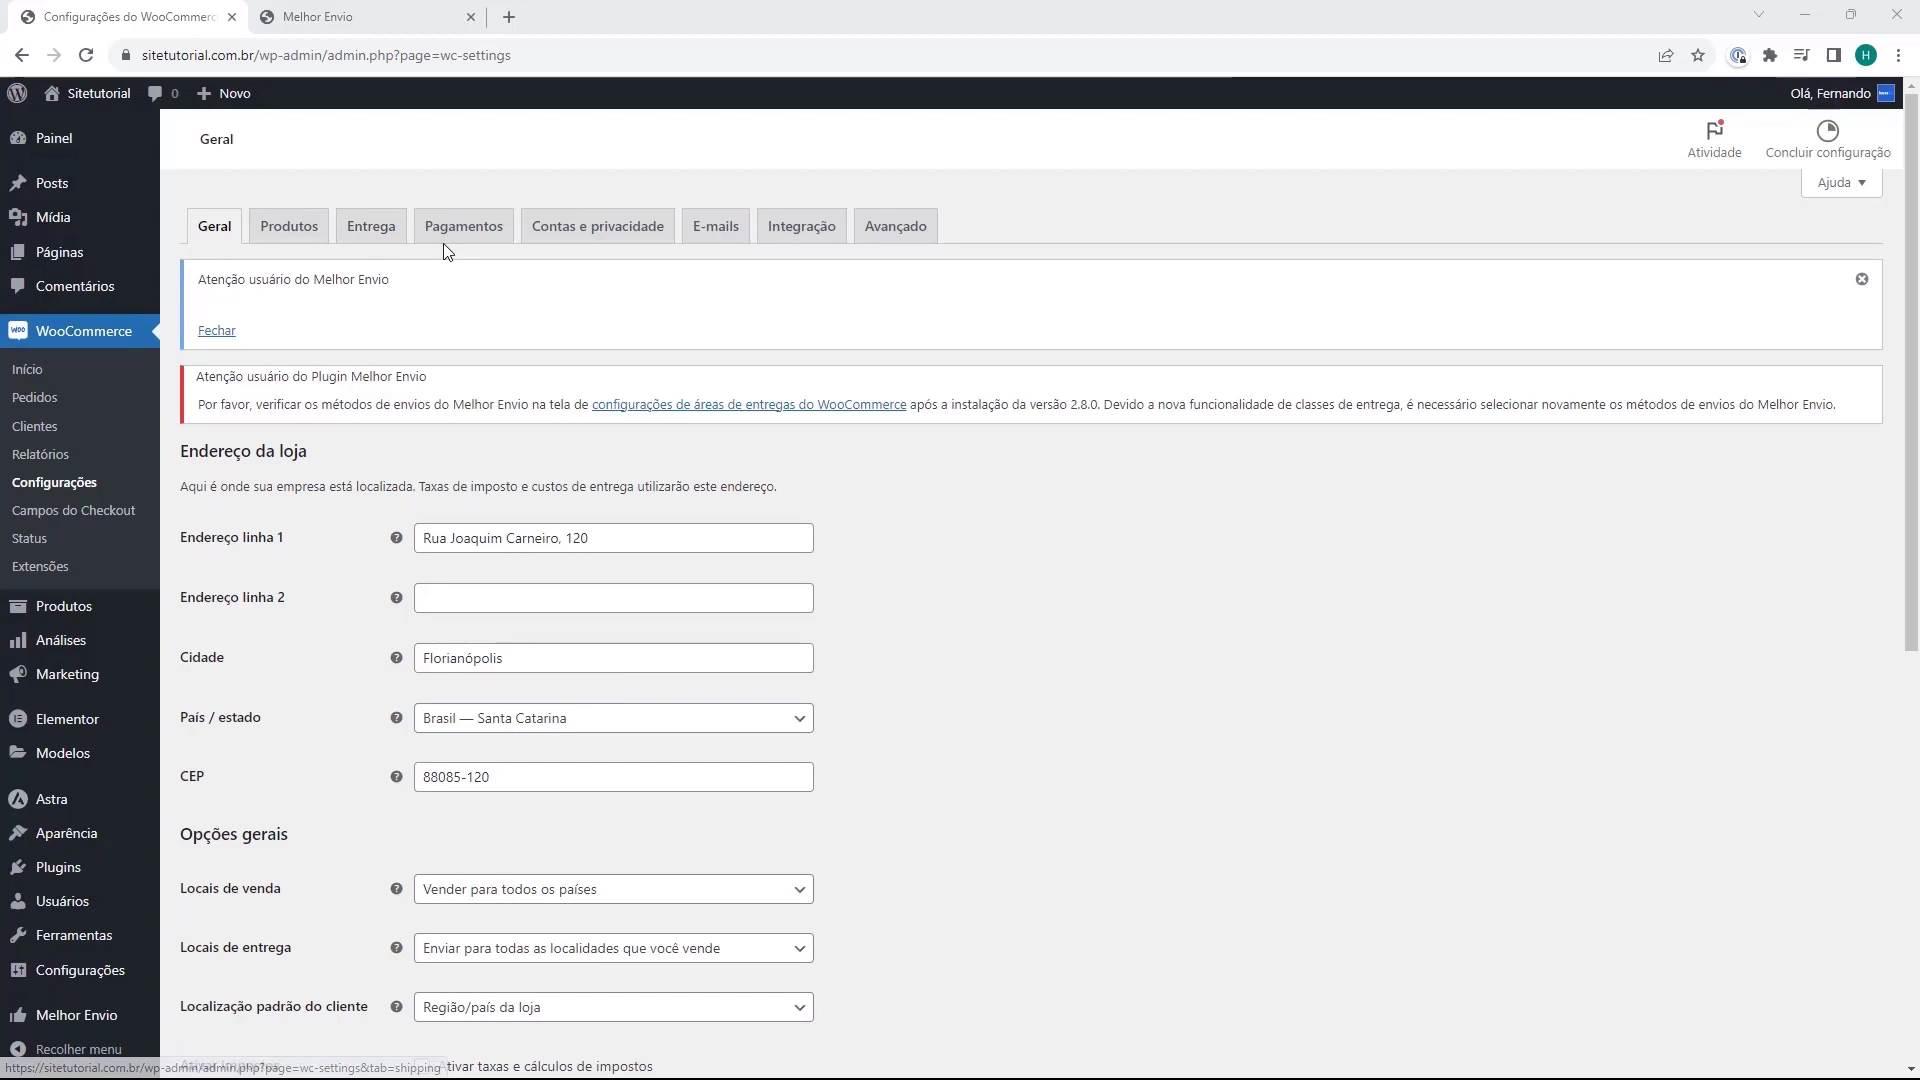 Configurações do WooCommerc
Melhor Envio
sitetutorial.com.br/wp-admin/admin.php?page=wc-settings
H
Sitetutorial
0
Novo
Olá, Fernando
Painel
Posts
Mídia
Páginas
Comentários
WooCommerce
Início
Pedidos
Clientes
Relatórios
Configurações
Campos do Checkout
Status
Extensões
Produtos
Análises
Marketing
Elementor
Modelos
Astra
Aparência
Plugins
Usuários
Ferramentas
Configurações
Melhor Envio
Recolher menu
Geral
Atividade
Concluir configuração
Ajuda
Geral
Produtos
Entrega
Pagamentos
Contas e privacidade
E-mails
Integração
Avançado
Atenção usuário do Melhor Envio
Fechar
Atenção usuário do Plugin Melhor Envio
Por favor, verificar os métodos de envios do Melhor Envio na tela de configurações de áreas de entregas do WooCommerce após a instalação da versão 2.8.0. Devido a nova funcionalidade de classes de entrega, é necessário selecionar novamente os métodos de envios do Melhor Envio.
Endereço da loja
Aqui é onde sua empresa está localizada. Taxas de imposto e custos de entrega utilizarão este endereço.
Endereço linha 1
Rua Joaquim Carneiro, 120
Endereço linha 2
Cidade
Florianópolis
País / estado
Brasil — Santa Catarina
CEP
88085-120
Opções gerais
Locais de venda
Vender para todos os países
Locais de entrega
Enviar para todas as localidades que você vende
Localização padrão do cliente
Região/país da loja
tivar taxas e cálculos de impostos
https://sitetutorial.com.br/wp-admin/admin.php?page=wc-settings&tab=shipping